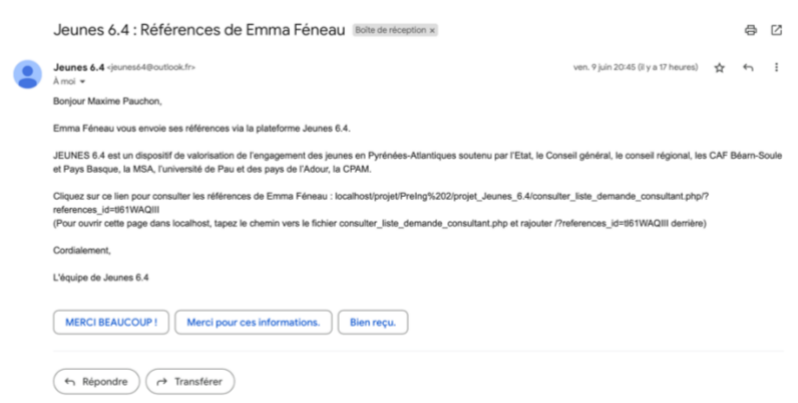 Jeunes 6.4 : Références de Emma Féneau Boîte de réception ×
Jeunes 6.4 <jeunes64@outlook.fr> ven. 9 juin 20:45 (il y a 17 heures)
À moi
Bonjour Maxime Pauchon,
Emma Féneau vous envoie ses références via la plateforme Jeunes 6.4.
JEUNES 6.4 est un dispositif de valorisation de l'engagement des jeunes en Pyrénées-Atlantiques soutenu par l'Etat, le Conseil général, le conseil régional, les CAF Béarn-Soule
et Pays Basque, la MSA, l'université de Pau et des pays de l'Adour, la CPAM.
Cliquez sur ce lien pour consulter les références de Emma Féneau : localhost/projet/PreIng%202/projet_Jeunes_6.4/consulter_liste_demande_consultant.php/?
(Pour ouvrir cette page dans localhost, tapez le chemin vers le fichier consulter_liste_demande_consultant.php et rajouter derrière)
Cordialement,
L'équipe de Jeunes 6.4
MERCI BEAUCOUP ! Merci pour ces informations. Bien reçu.
Répondre Transférer